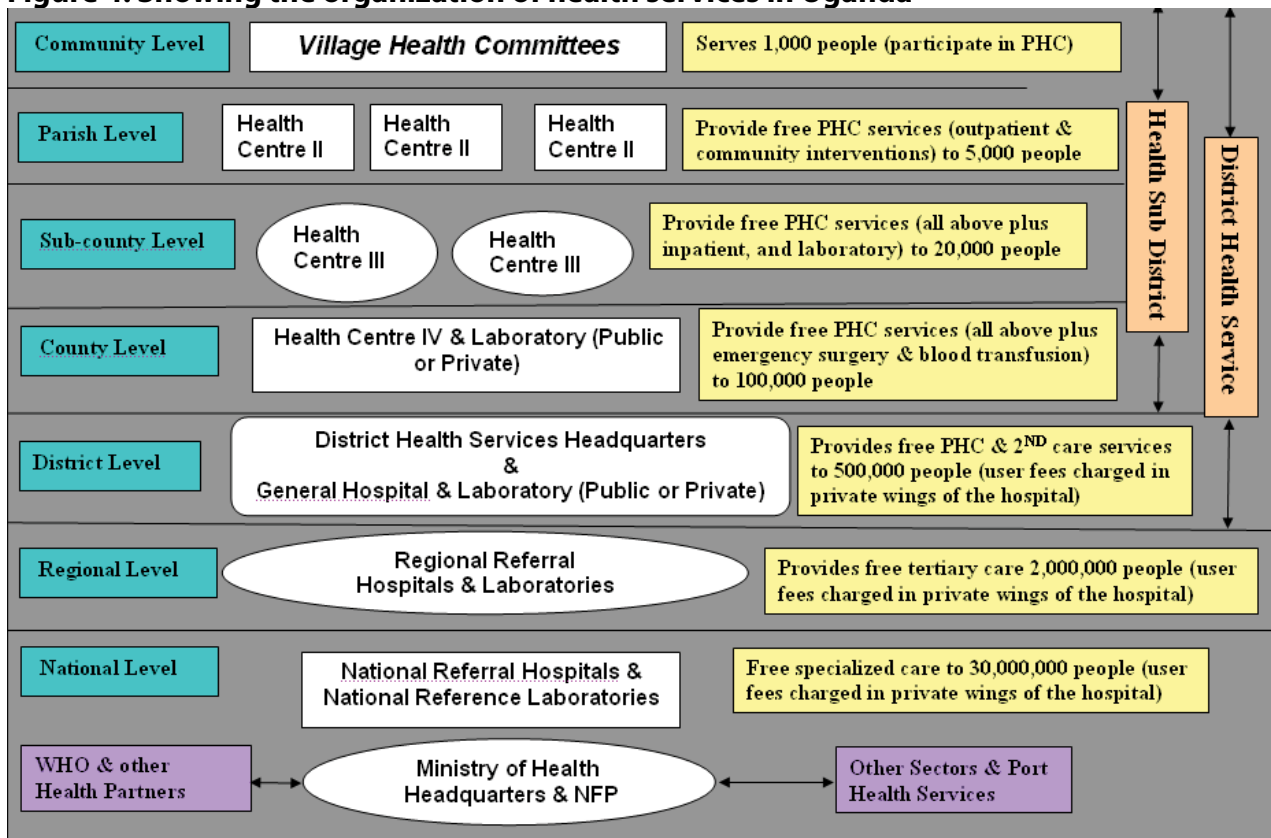 Community Level
Village Health Committees
Serves 1,000 people (participate in PHC)
Parish Level
Health
Centre II
Health
Centre II
Health
Centre II
Provide free PHC services (outpatient &
community interventions) to 5,000 people
Sub-county Level
Health
Centre III
Health
Centre III
Provide free PHC services (all above plus
inpatient, and laboratory) to 20,000 people
Health Sub District
District Health Service
County Level
Health Centre IV & Laboratory (Public
or Private)
Provide free PHC services (all above plus
emergency surgery & blood transfusion)
to 100,000 people
District Level
District Health Services Headquarters
&
General Hospital & Laboratory (Public or Private)
Provides free PHC & 2ND care services
to 500,000 people (user fees charged in
private wings of the hospital)
Regional Level
Regional Referral
Hospitals & Laboratories
Provides free tertiary care 2,000,000 people (user
fees charged in private wings of the hospital)
National Level
National Referral Hospitals &
National Reference Laboratories
Free specialized care to 30,000,000 people (user
fees charged in private wings of the hospital)
WHO & other
Health Partners
Ministry of Health
Headquarters & NFP
Other Sectors & Port
Health Services